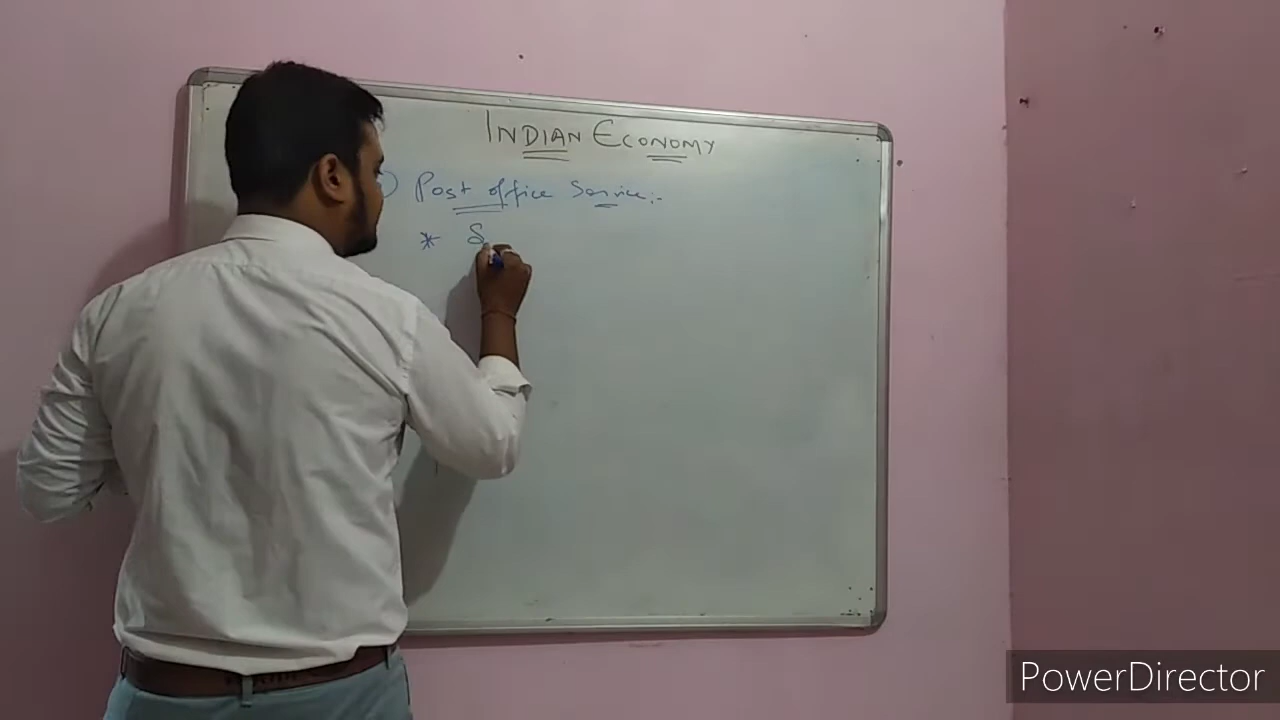 INDIAN ECONOMY
) Post office Service:-
* S
PowerDirector